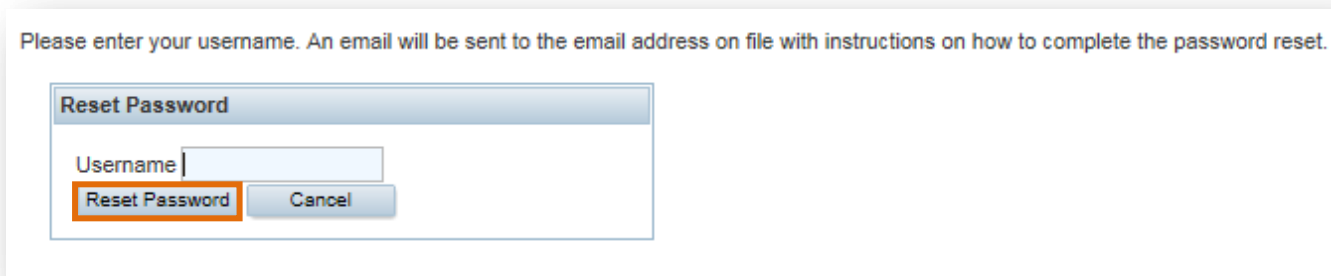 Please enter your username. An email will be sent to the email address on file with instructions on how to complete the password reset.
Reset Password
Username
Reset Password Cancel